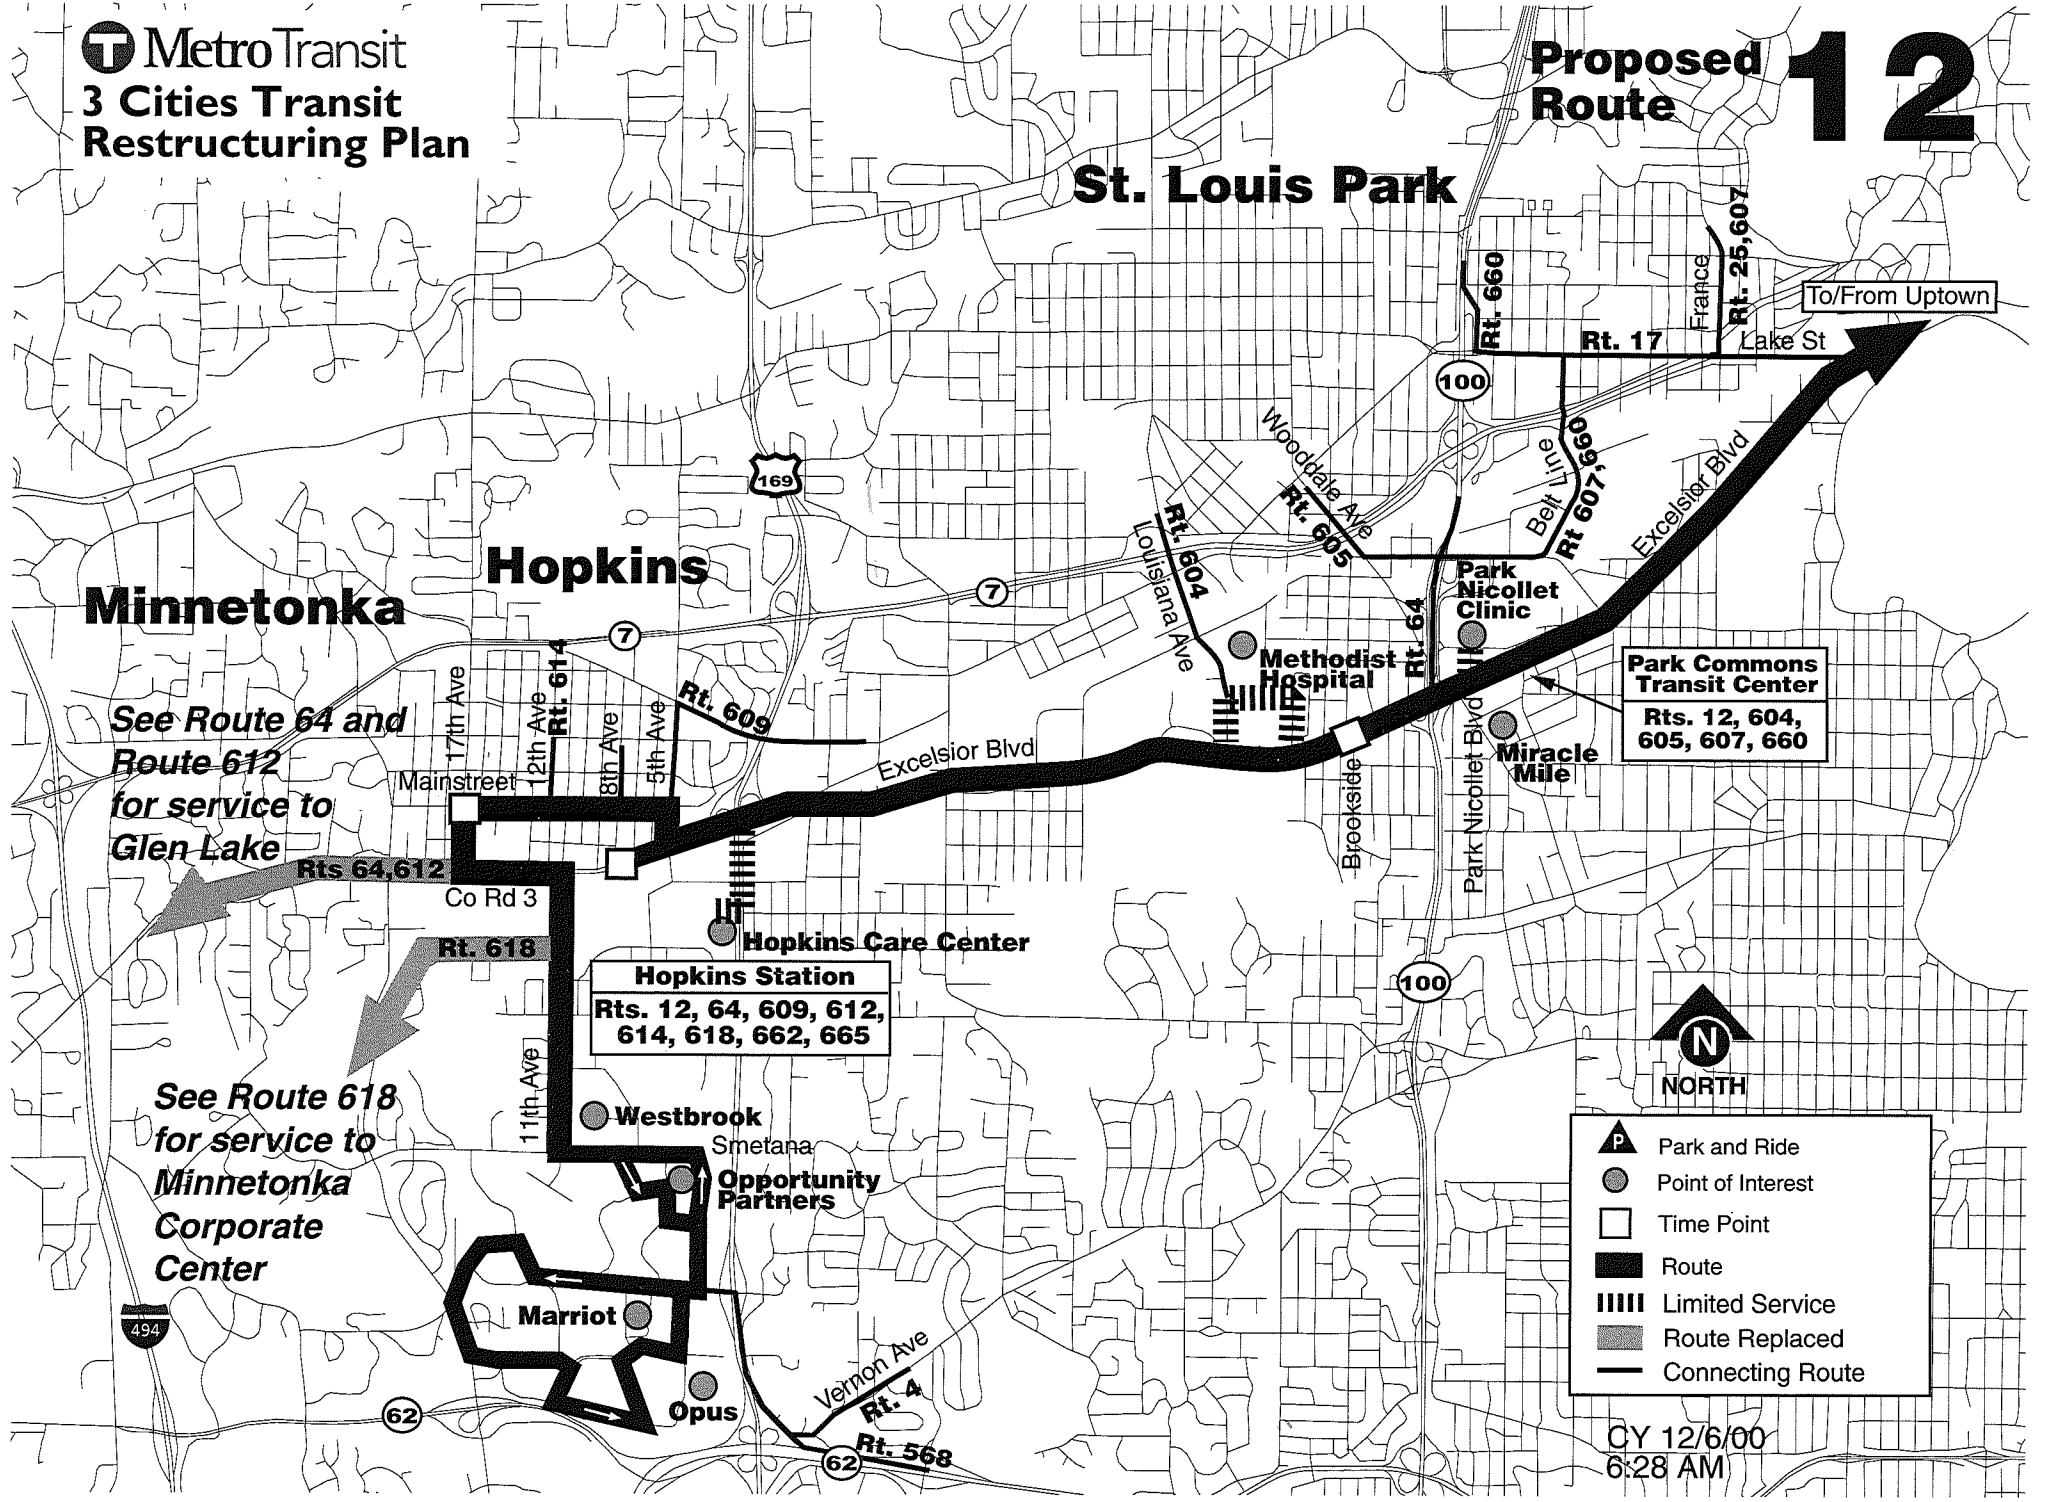 T MetroTransit
3 Cities Transit
Restructuring Plan
Proposed
Route
12
St. Louis Park
Hopkins
Minnetonka
To/From Uptown
Rt. 25,607
France
Rt. 660
Rt. 17
Lake St
100
169
Wooddale Ave
Rt. 605
Belt Line
Rt 607, 660
Excelsior Blvd
Rt. 604
Louisiana Ave
7
7
Park
Nicollet
Clinic
Rt. 64
Methodist
Hospital
Park Commons
Transit Center
Rts. 12, 604,
605, 607, 660
Miracle
Mile
Park Nicollet Blvd
Brookside
Excelsior Blvd
Rt. 609
Rt. 614
17th Ave
12th Ave
8th Ave
5th Ave
Mainstreet
See Route 64 and
Route 612
for service to
Glen Lake
Rts 64,612
Co Rd 3
Rt. 618
Hopkins Care Center
Hopkins Station
Rts. 12, 64, 609, 612,
614, 618, 662, 665
11th Ave
See Route 618
for service to
Minnetonka
Corporate
Center
Westbrook
Smetana
Opportunity
Partners
Marriot
Opus
494
62
Vernon Ave
Rt. 4
Rt. 568
62
100
N
NORTH
P Park and Ride
Point of Interest
Time Point
Route
Limited Service
Route Replaced
Connecting Route
CY 12/6/00
6:28 AM